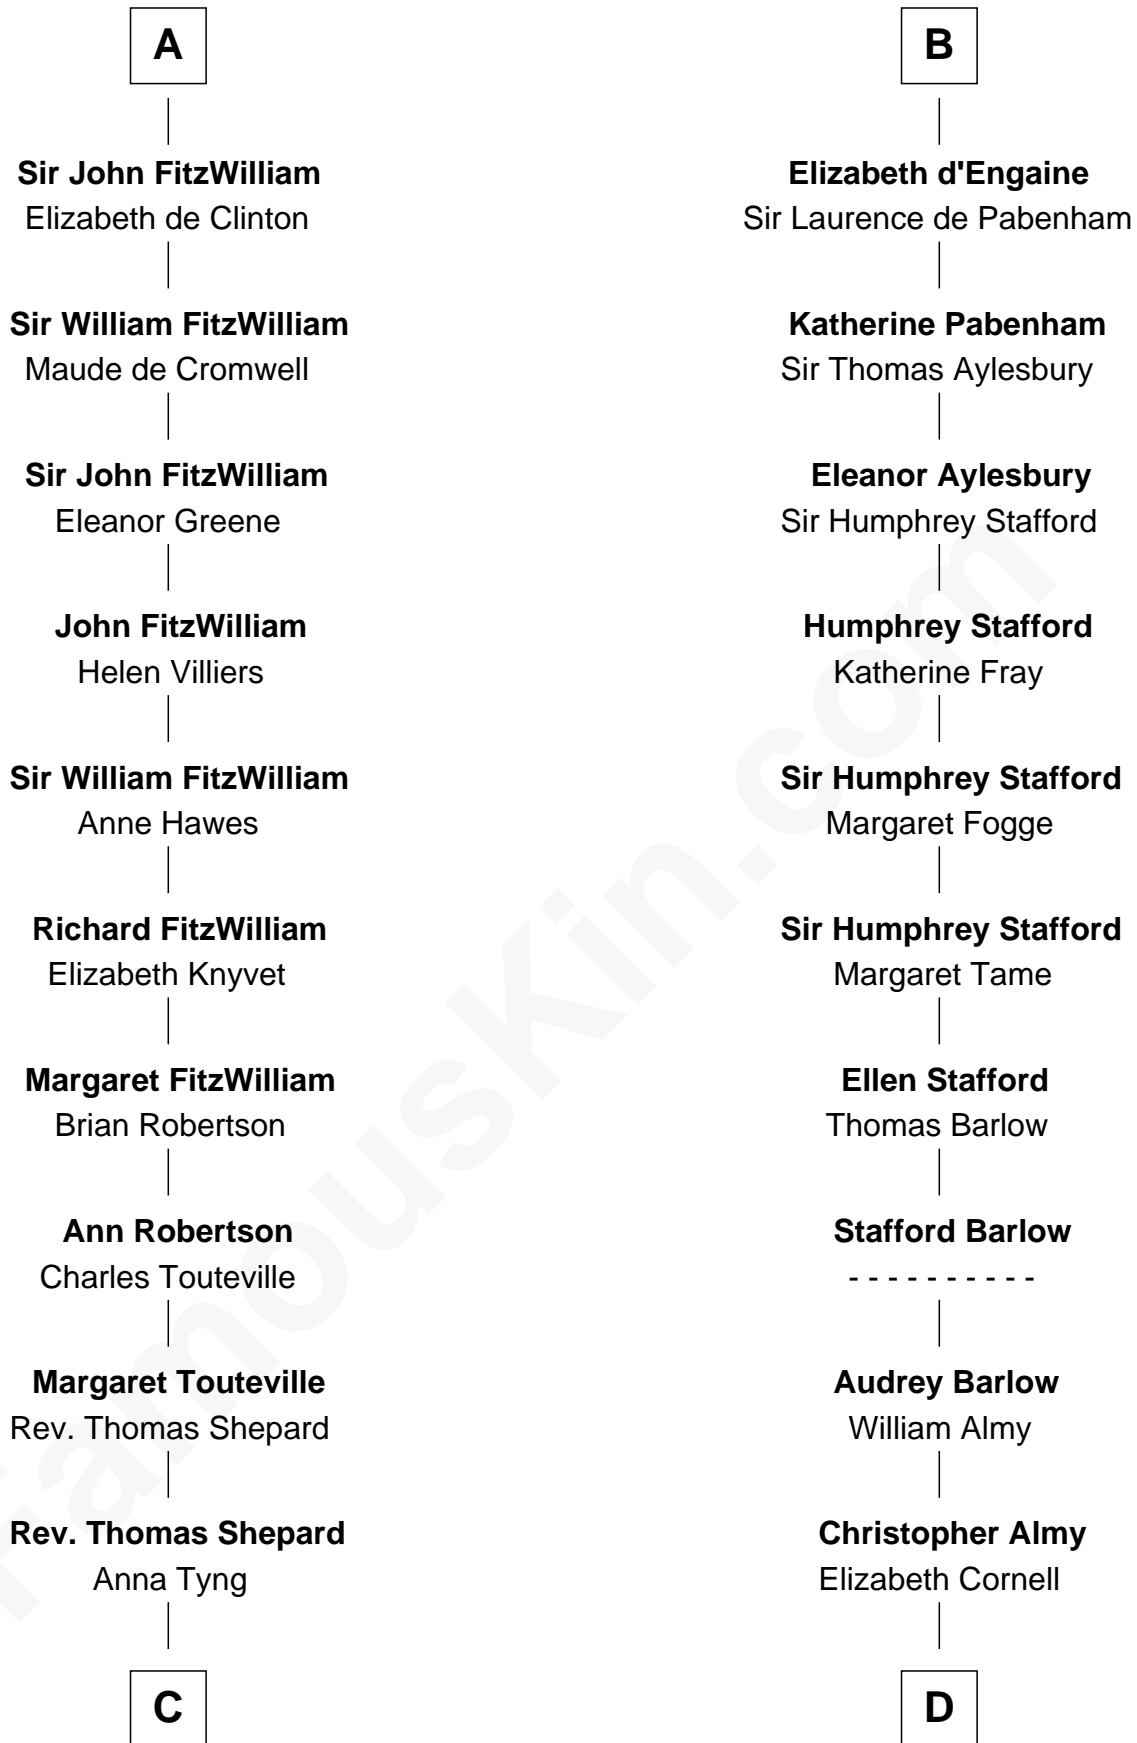 A
Sir John FitzWilliam
Elizabeth de Clinton
Sir William FitzWilliam
Maude de Cromwell
Sir John FitzWilliam
Eleanor Greene
John FitzWilliam
Helen Villiers
Sir William FitzWilliam
Anne Hawes
Richard FitzWilliam
Elizabeth Knyvet
Margaret FitzWilliam
Brian Robertson
Ann Robertson
Charles Touteville
Margaret Touteville
Rev. Thomas Shepard
Rev. Thomas Shepard
Anna Tyng
C
B
Elizabeth d'Engaine
Sir Laurence de Pabenham
Katherine Pabenham
Sir Thomas Aylesbury
Eleanor Aylesbury
Sir Humphrey Stafford
Humphrey Stafford
Katherine Fray
Sir Humphrey Stafford
Margaret Fogge
Sir Humphrey Stafford
Margaret Tame
Ellen Stafford
Thomas Barlow
Stafford Barlow
- - - - - - - - - -
Audrey Barlow
William Almy
Christopher Almy
Elizabeth Cornell
D
FamousKin.com